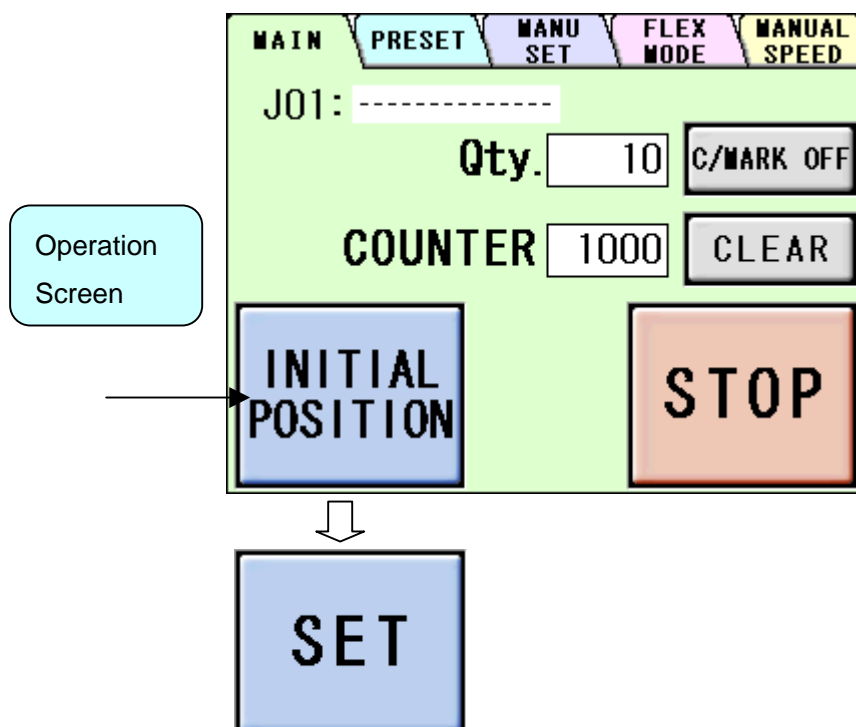 MAIN PRESET MANU SET FLEX MODE MANUAL SPEED
J01: --------------
Qty. 10 C/MARK OFF
COUNTER 1000 CLEAR
Operation
Screen
INITIAL
POSITION
STOP
SET